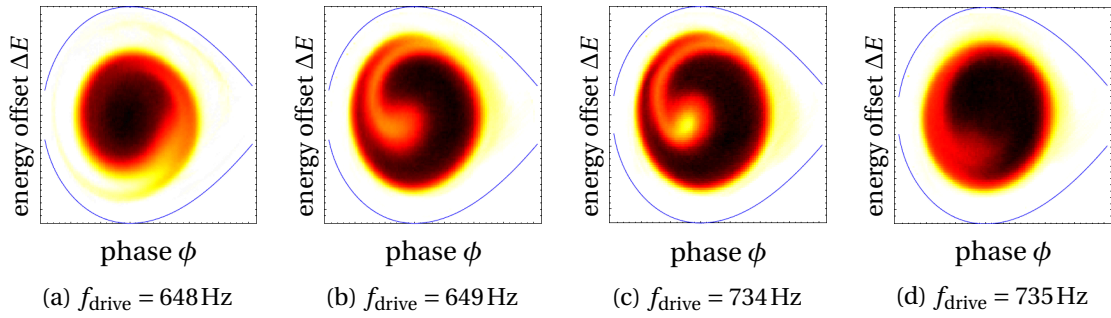 energy offset ΔE
energy offset ΔE
energy offset ΔE
energy offset ΔE
phase ϕ
phase ϕ
phase ϕ
phase ϕ
(a) f_drive = 648 Hz
(b) f_drive = 649 Hz
(c) f_drive = 734 Hz
(d) f_drive = 735 Hz